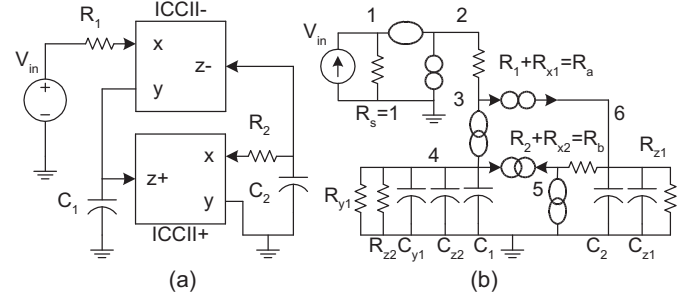 ICCII-
R1
x
Vin
z-
y
R2
x
z+
C2
y
C1
ICCII+
(a)
Vin
1
2
R1+Rx1=Ra
3
6
Rs=1
R2+Rx2=Rb
Rz1
4
5
Ry1
Rz2
Cy1
Cz2
C1
C2
Cz1
(b)